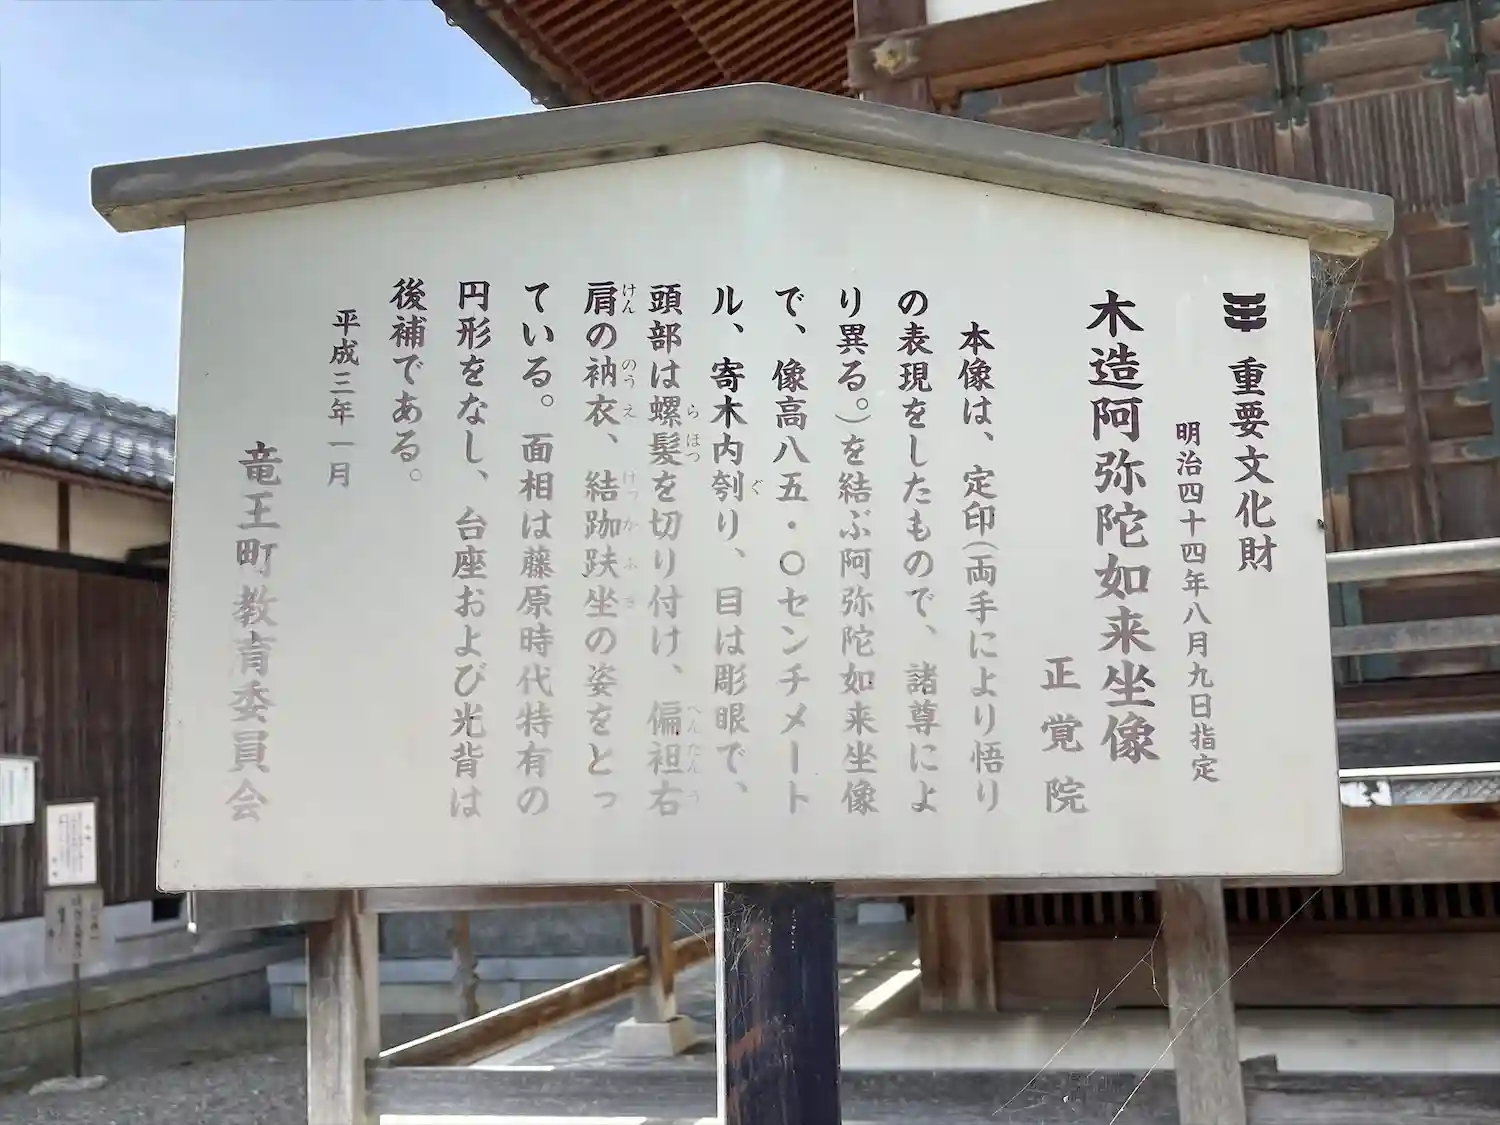 重要文化財
明治四十四年八月九日指定
木造阿弥陀如来坐像
正覚院
本像は、定印(両手により悟り
の表現をしたもので、諸尊によ
り異る。)を結ぶ阿弥陀如来坐像
で、像高八五・〇センチメート
ル、寄木内刳り、目は彫眼で、
頭部は螺髪を切り付け、偏袒右
肩の衲衣、結跏趺坐の姿をとっ
ている。面相は藤原時代特有の
円形をなし、台座および光背は
後補である。
平成三年一月
竜王町教育委員会